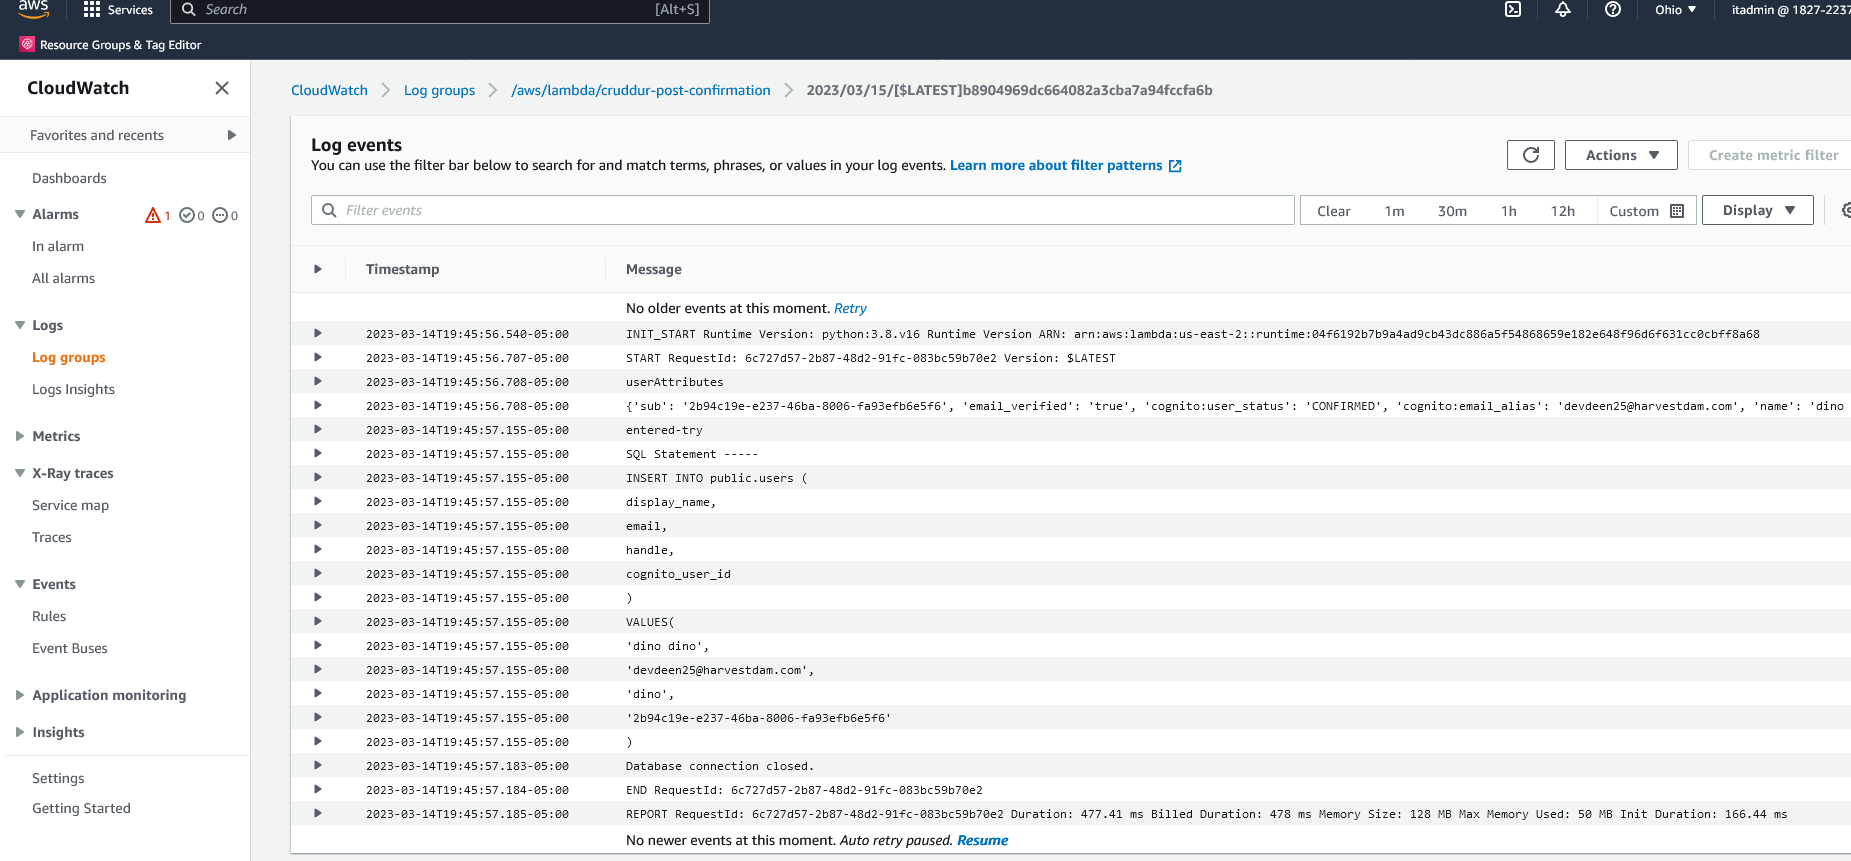 aws Services Search [Alt+S] Ohio itadmin @ 1827-2237
Resource Groups & Tag Editor
CloudWatch
Favorites and recents
Dashboards
Alarms 1 0 0
In alarm
All alarms
Logs
Log groups
Logs Insights
Metrics
X-Ray traces
Service map
Traces
Events
Rules
Event Buses
Application monitoring
Insights
Settings
Getting Started
CloudWatch Log groups /aws/lambda/cruddur-post-confirmation 2023/03/15/[$LATEST]b8904969dc664082a3cba7a94fccfa6b
Log events
You can use the filter bar below to search for and match terms, phrases, or values in your log events. Learn more about filter patterns
Actions Create metric filter
Filter events Clear 1m 30m 1h 12h Custom Display
Timestamp Message
No older events at this moment. Retry
2023-03-14T19:45:56.540-05:00 INIT_START Runtime Version: python:3.8.v16 Runtime Version ARN: arn:aws:lambda:us-east-2::runtime:04f6192b7b9a4ad9cb43dc886a5f54868659e182e648f96d6f631cc0cbff8a68
2023-03-14T19:45:56.707-05:00 START RequestId: 6c727d57-2b87-48d2-91fc-083bc59b70e2 Version: $LATEST
2023-03-14T19:45:56.708-05:00 userAttributes
2023-03-14T19:45:56.708-05:00 {'sub': '2b94c19e-e237-46ba-8006-fa93efb6e5f6', 'email_verified': 'true', 'cognito:user_status': 'CONFIRMED', 'cognito:email_alias': 'devdeen25@harvestdam.com', 'name': 'dino
2023-03-14T19:45:57.155-05:00 entered-try
2023-03-14T19:45:57.155-05:00 SQL Statement -----
2023-03-14T19:45:57.155-05:00 INSERT INTO public.users (
2023-03-14T19:45:57.155-05:00 display_name,
2023-03-14T19:45:57.155-05:00 email,
2023-03-14T19:45:57.155-05:00 handle,
2023-03-14T19:45:57.155-05:00 cognito_user_id
2023-03-14T19:45:57.155-05:00 )
2023-03-14T19:45:57.155-05:00 VALUES(
2023-03-14T19:45:57.155-05:00 'dino dino',
2023-03-14T19:45:57.155-05:00 'devdeen25@harvestdam.com',
2023-03-14T19:45:57.155-05:00 'dino',
2023-03-14T19:45:57.155-05:00 '2b94c19e-e237-46ba-8006-fa93efb6e5f6'
2023-03-14T19:45:57.155-05:00 )
2023-03-14T19:45:57.183-05:00 Database connection closed.
2023-03-14T19:45:57.184-05:00 END RequestId: 6c727d57-2b87-48d2-91fc-083bc59b70e2
2023-03-14T19:45:57.185-05:00 REPORT RequestId: 6c727d57-2b87-48d2-91fc-083bc59b70e2 Duration: 477.41 ms Billed Duration: 478 ms Memory Size: 128 MB Max Memory Used: 50 MB Init Duration: 166.44 ms
No newer events at this moment. Auto retry paused. Resume